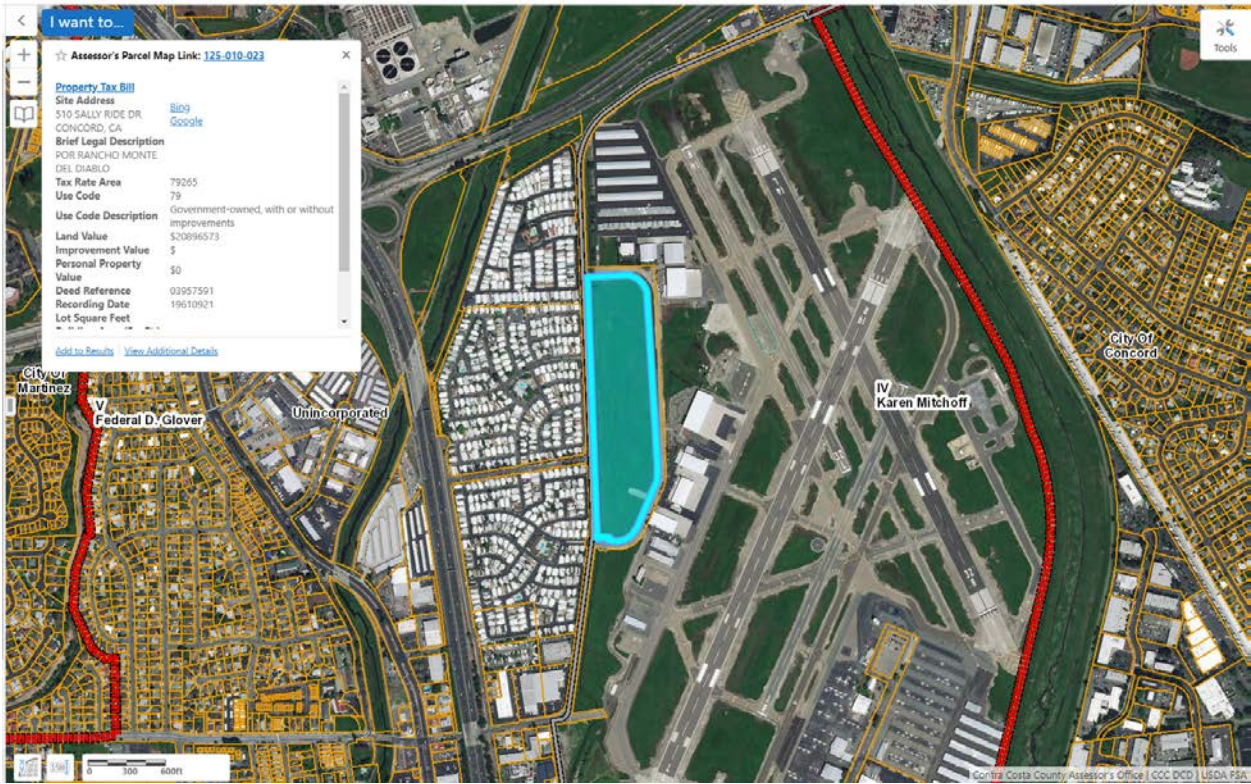 I want to...
Assessor's Parcel Map Link: 125-010-023
Property Tax Bill
Site Address
510 SALLY RIDE DR
CONCORD, CA
Bing
Google
Brief Legal Description
POR RANCHO MONTE
DEL DIABLO
Tax Rate Area 79265
Use Code 79
Use Code Description Government-owned, with or without
improvements
Land Value $20896573
Improvement Value $
Personal Property
Value $0
Deed Reference 03957591
Recording Date 19610921
Lot Square Feet
Add to Results View Additional Details
Tools
City Of
Martinez
V
Federal D. Glover
Unincorporated
IV
Karen Mitchoff
City Of
Concord
0 300 600ft
Contra Costa County Assessor's Office | CCC DCD | USDA FSA